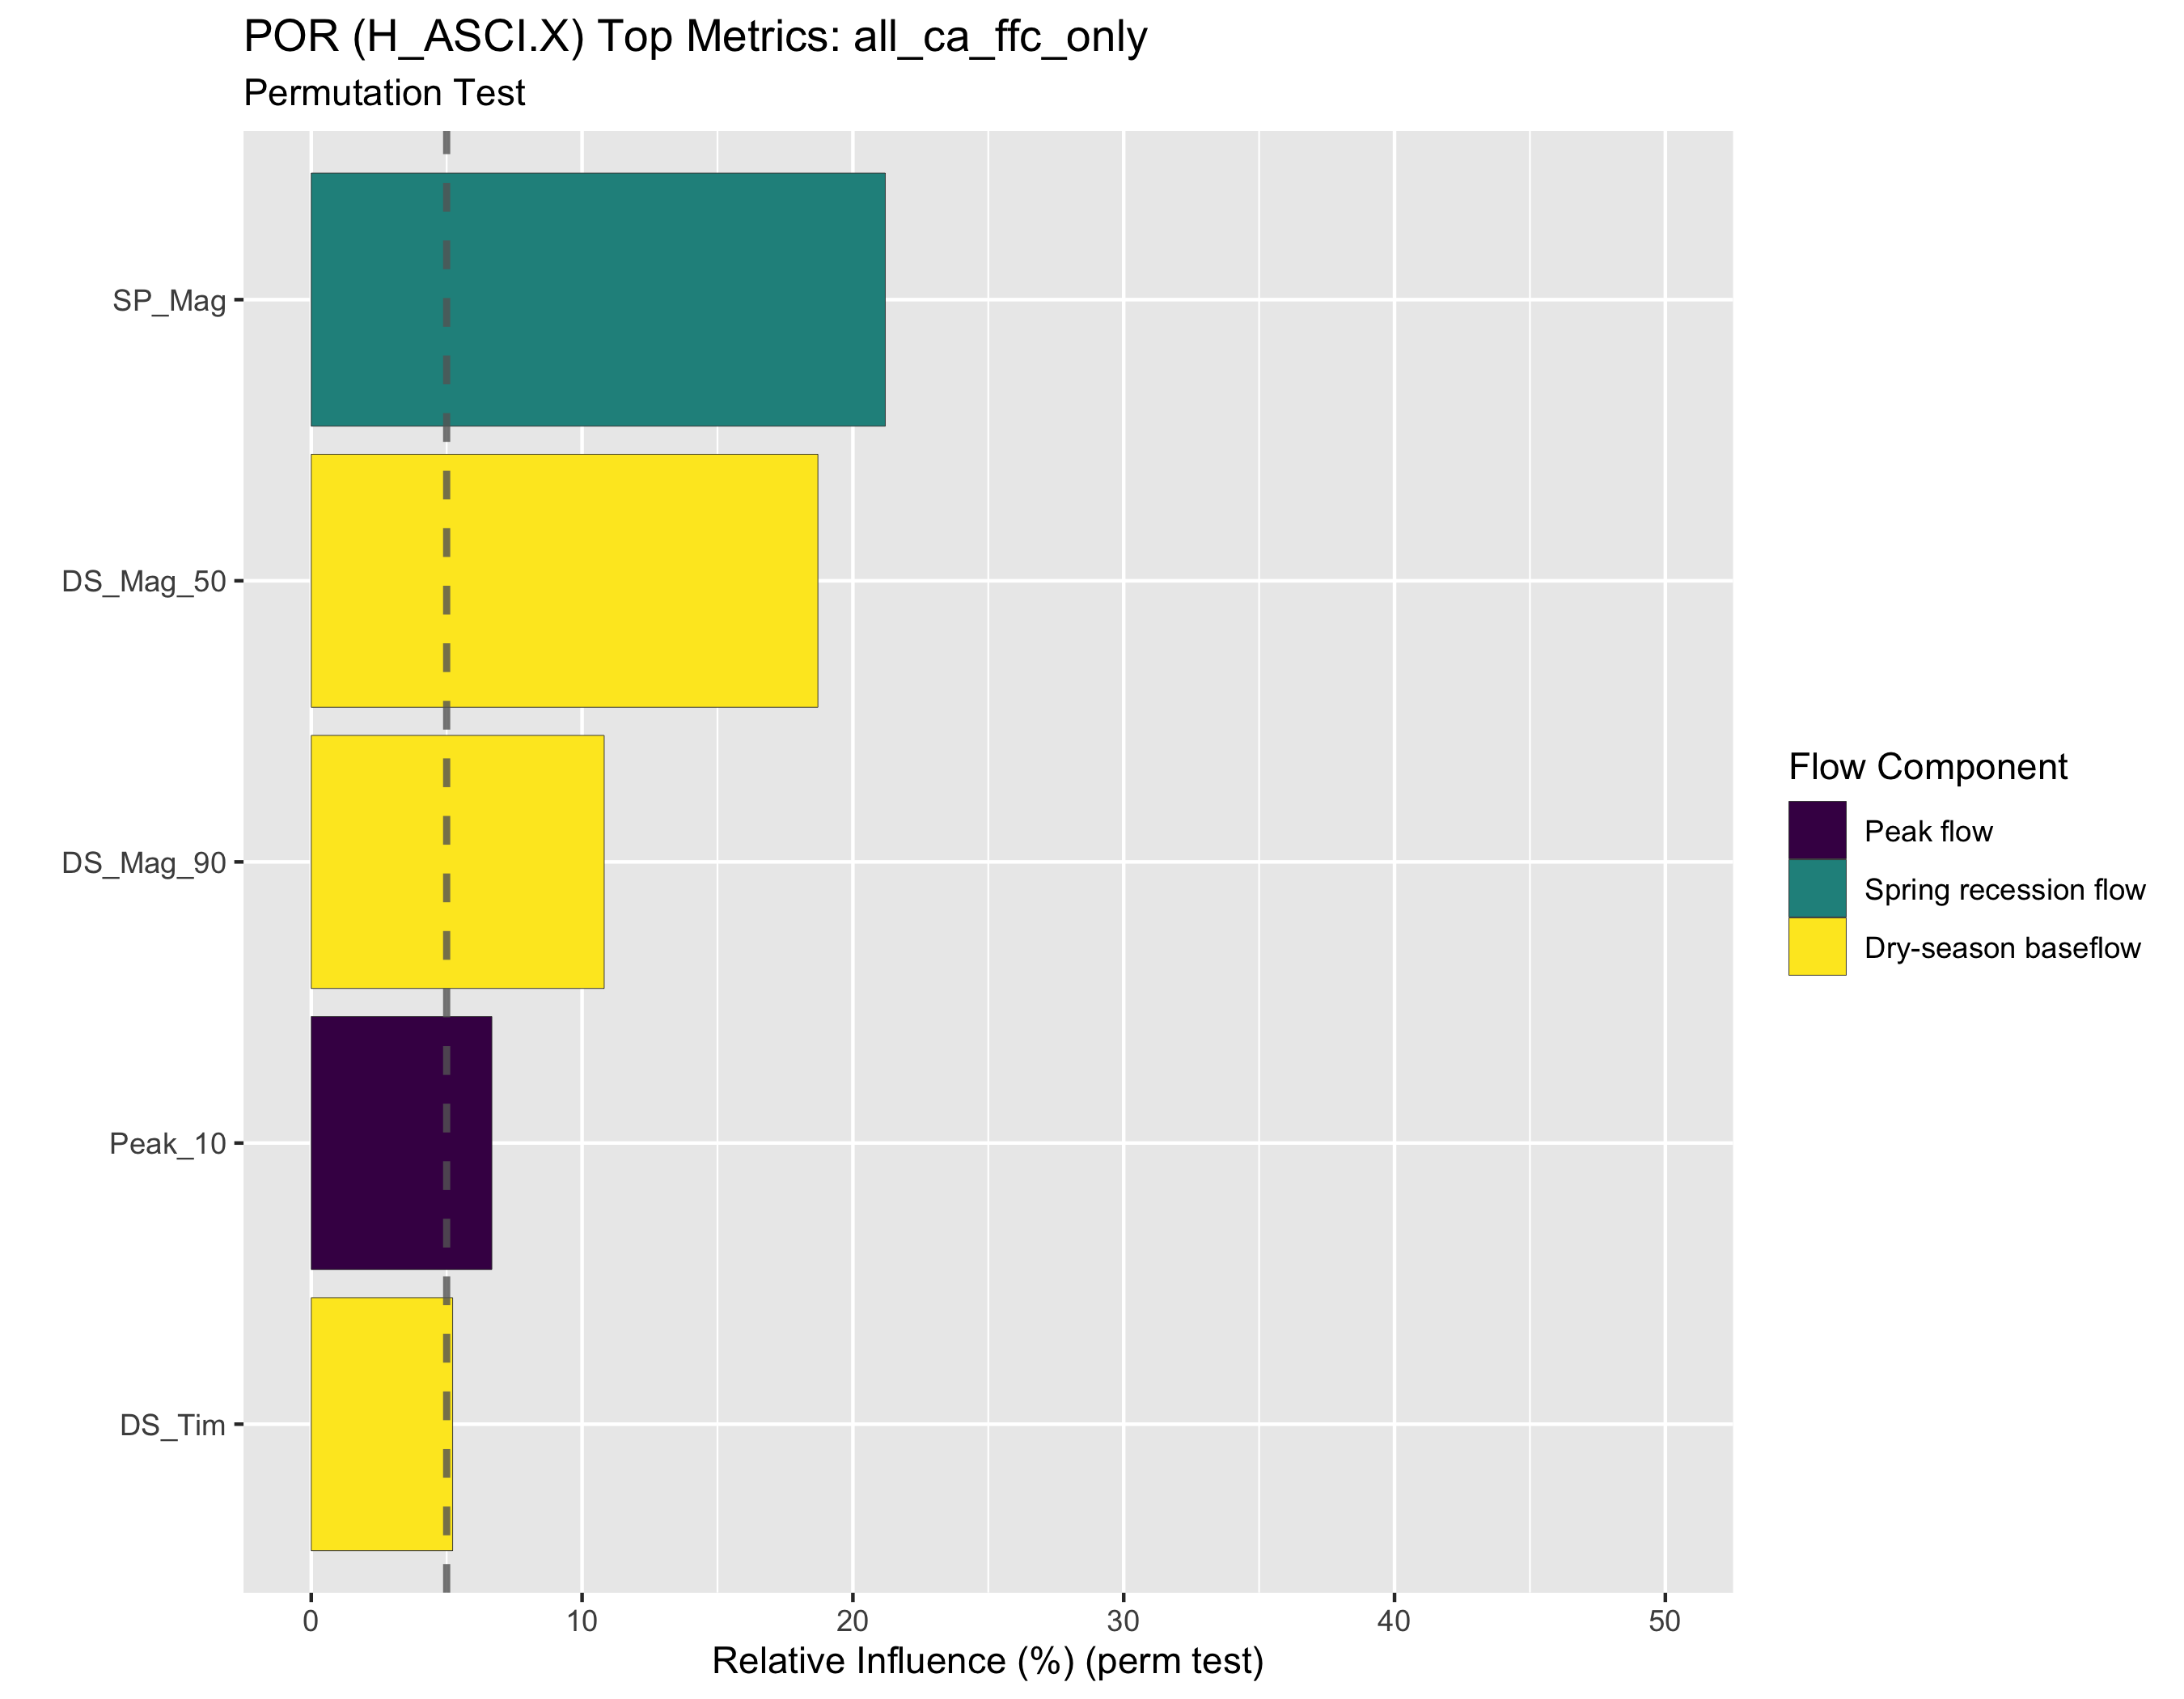 POR (H_ASCI.X) Top Metrics: all_ca_ffc_only
Permutation Test
SP_Mag
DS_Mag_50
DS_Mag_90
Peak_10
DS_Tim
0 10 20 30 40 50
Relative Influence (%) (perm test)
Flow Component
Peak flow
Spring recession flow
Dry-season baseflow